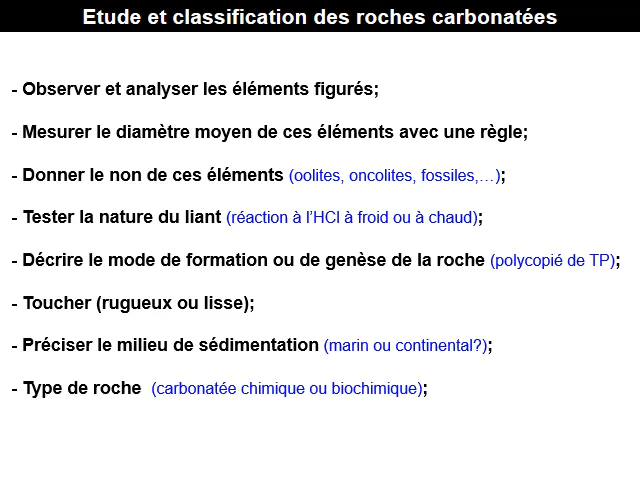 Etude et classification des roches carbonatées
- Observer et analyser les éléments figurés;
- Mesurer le diamètre moyen de ces éléments avec une règle;
- Donner le non de ces éléments (oolites, oncolites, fossiles,…);
- Tester la nature du liant (réaction à l'HCl à froid ou à chaud);
- Décrire le mode de formation ou de genèse de la roche (polycopié de TP);
- Toucher (rugueux ou lisse);
- Préciser le milieu de sédimentation (marin ou continental?);
- Type de roche (carbonatée chimique ou biochimique);